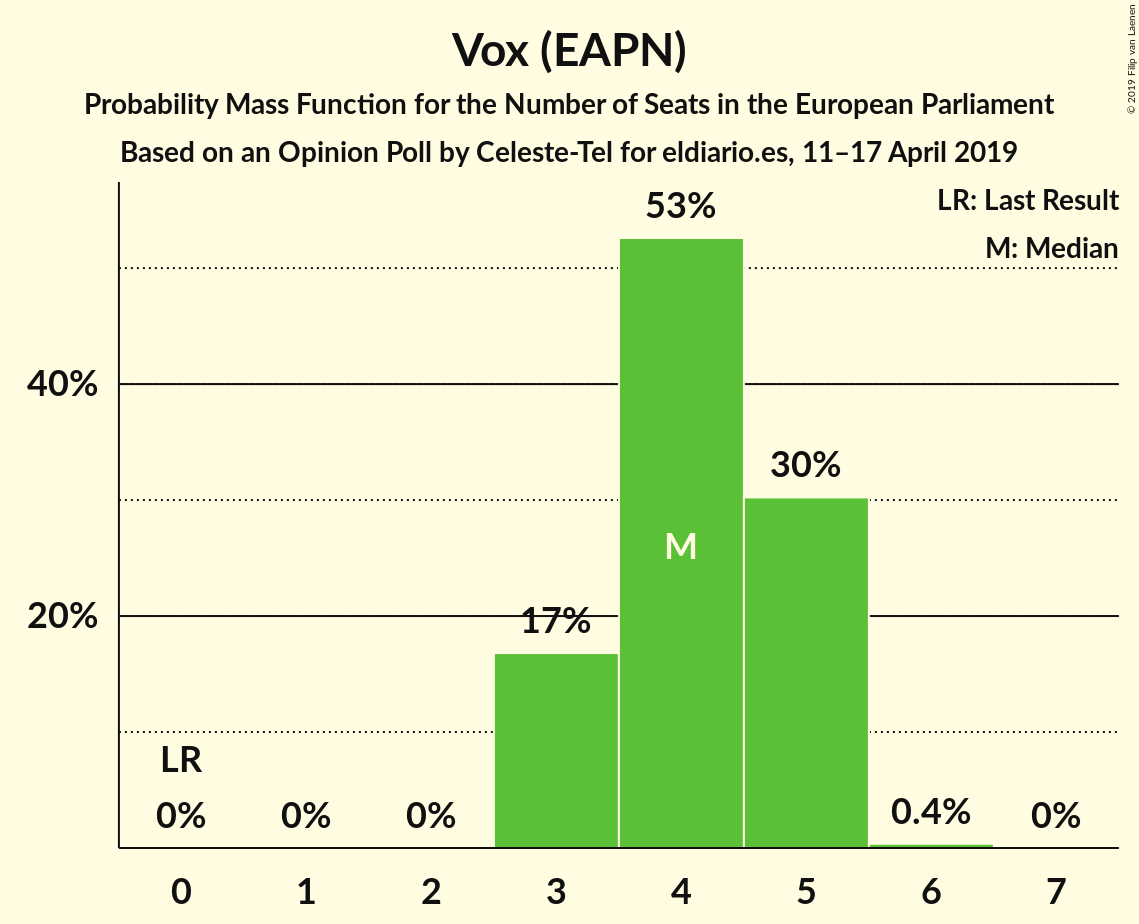 Vox (EAPN)
Probability Mass Function for the Number of Seats in the European Parliament
Based on an Opinion Poll by Celeste-Tel for eldiario.es, 11–17 April 2019
© 2019 Filip van Laenen
LR: Last Result
M: Median
53%
40%
30%
M
20%
17%
LR
0%
0%
0%
0.4%
0%
0 1 2 3 4 5 6 7